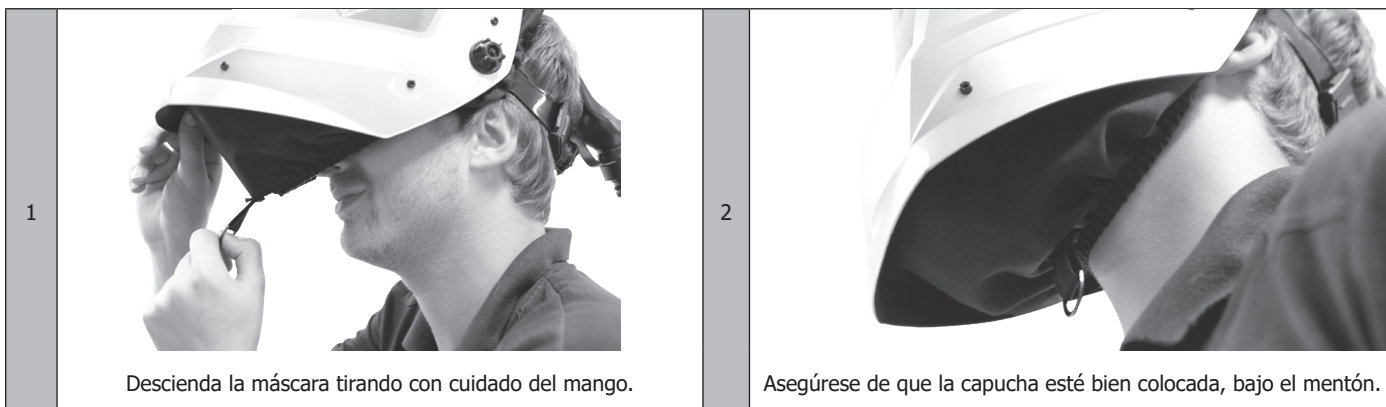 1
Descienda la máscara tirando con cuidado del mango.
2
Asegúrese de que la capucha esté bien colocada, bajo el mentón.